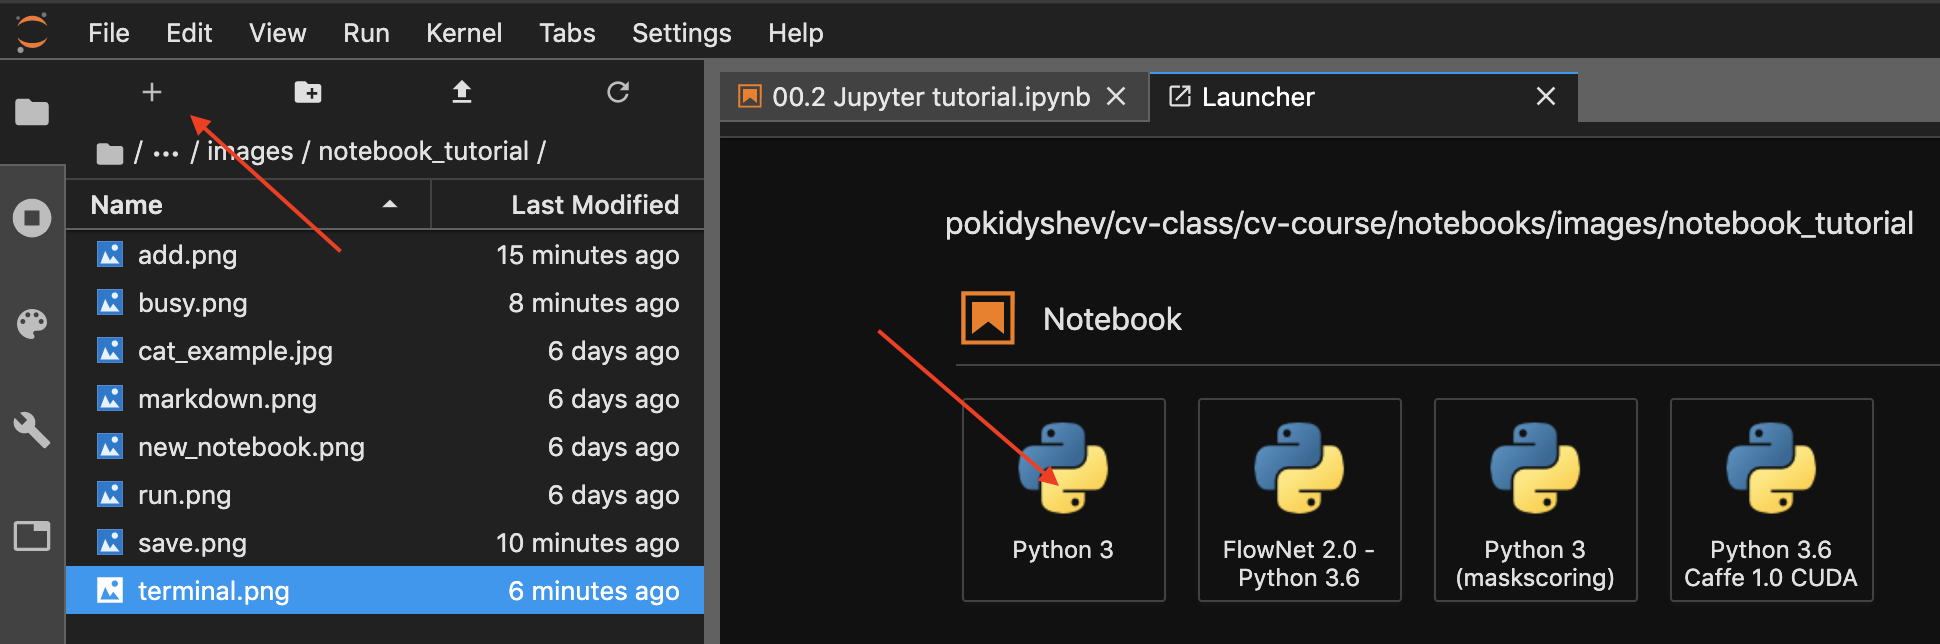 File Edit View Run Kernel Tabs Settings Help
00.2 Jupyter tutorial.ipynb Launcher
/ ... / images / notebook_tutorial /
Name Last Modified
add.png 15 minutes ago
busy.png 8 minutes ago
cat_example.jpg 6 days ago
markdown.png 6 days ago
new_notebook.png 6 days ago
run.png 6 days ago
save.png 10 minutes ago
terminal.png 6 minutes ago
pokidyshev/cv-class/cv-course/notebooks/images/notebook_tutorial
Notebook
Python 3
FlowNet 2.0 -
Python 3.6
Python 3
(maskscoring)
Python 3.6
Caffe 1.0 CUDA